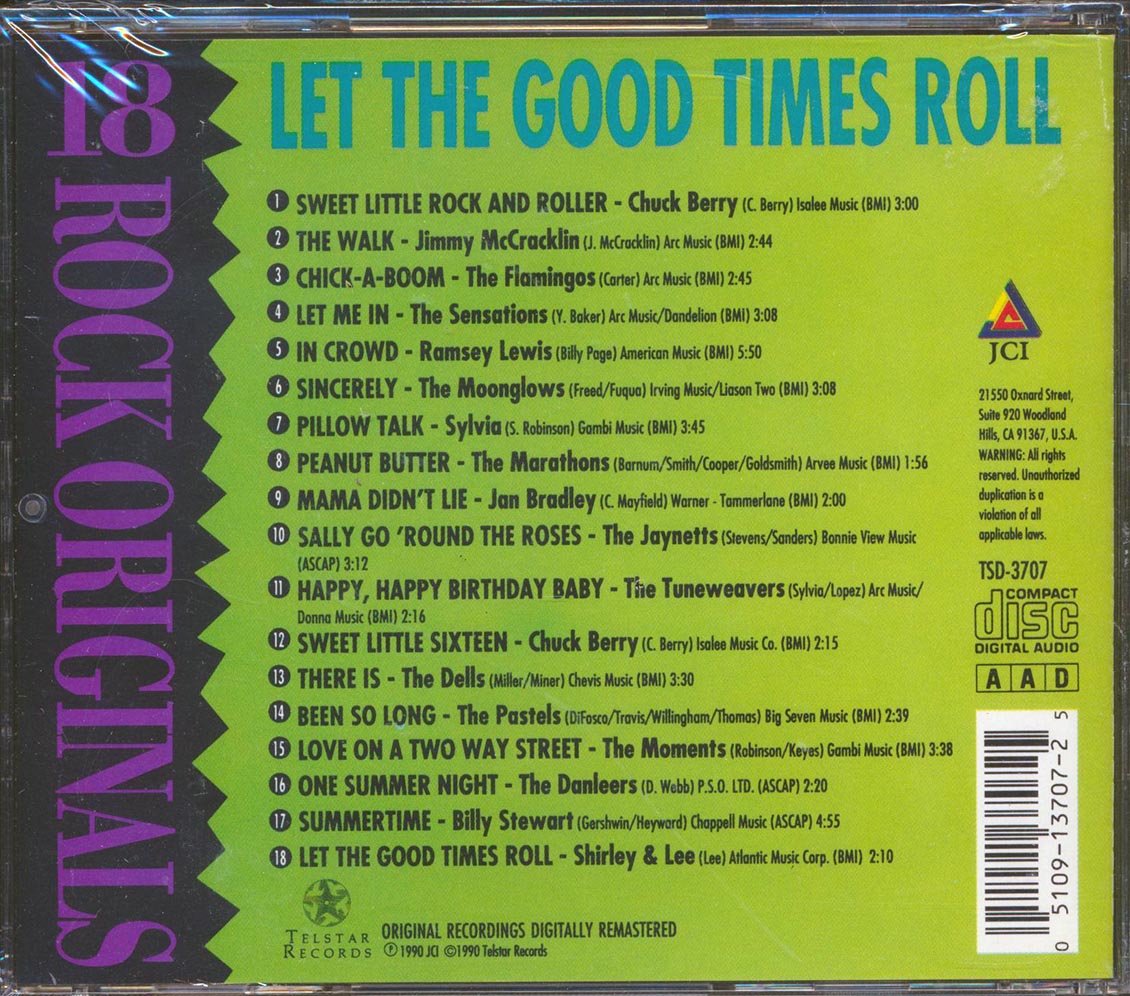 18 ROCK ORIGINALS
LET THE GOOD TIMES ROLL
1 SWEET LITTLE ROCK AND ROLLER - Chuck Berry (C. Berry) Isalee Music (BMI) 3:00
2 THE WALK - Jimmy McCracklin (J. McCracklin) Arc Music (BMI) 2:44
3 CHICK-A-BOOM - The Flamingos (Carter) Arc Music (BMI) 2:45
4 LET ME IN - The Sensations (Y. Baker) Arc Music/Dandelion (BMI) 3:08
5 IN CROWD - Ramsey Lewis (Billy Page) American Music (BMI) 5:50
6 SINCERELY - The Moonglows (Freed/Fuqua) Irving Music/Liason Two (BMI) 3:08
7 PILLOW TALK - Sylvia (S. Robinson) Gambi Music (BMI) 3:45
8 PEANUT BUTTER - The Marathons (Barnum/Smith/Cooper/Goldsmith) Arvee Music (BMI) 1:56
9 MAMA DIDN'T LIE - Jan Bradley (C. Mayfield) Warner - Tammerlane (BMI) 2:00
10 SALLY GO 'ROUND THE ROSES - The Jaynetts (Stevens/Sanders) Bonnie View Music
(ASCAP) 3:12
11 HAPPY, HAPPY BIRTHDAY BABY - The Tuneweavers (Sylvia/Lopez) Arc Music/
Donna Music (BMI) 2:16
12 SWEET LITTLE SIXTEEN - Chuck Berry (C. Berry) Isalee Music Co. (BMI) 2:15
13 THERE IS - The Dells (Miller/Miner) Chevis Music (BMI) 3:30
14 BEEN SO LONG - The Pastels (DiFosco/Travis/Willingham/Thomas) Big Seven Music (BMI) 2:39
15 LOVE ON A TWO WAY STREET - The Moments (Robinson/Keyes) Gambi Music (BMI) 3:38
16 ONE SUMMER NIGHT - The Danleers (D. Webb) P.S.O. LTD. (ASCAP) 2:20
17 SUMMERTIME - Billy Stewart (Gershwin/Heyward) Chappell Music (ASCAP) 4:55
18 LET THE GOOD TIMES ROLL - Shirley & Lee (Lee) Atlantic Music Corp. (BMI) 2:10
TELSTAR
RECORDS
ORIGINAL RECORDINGS DIGITALLY REMASTERED
℗1990 JCI ©1990 Telstar Records
JCI
21550 Oxnard Street,
Suite 920 Woodland
Hills, CA 91367, U.S.A.
WARNING: All rights
reserved. Unauthorized
duplication is a
violation of all
applicable laws.
TSD-3707
COMPACT
disc
DIGITAL AUDIO
A A D
0 5109-13707-2 5